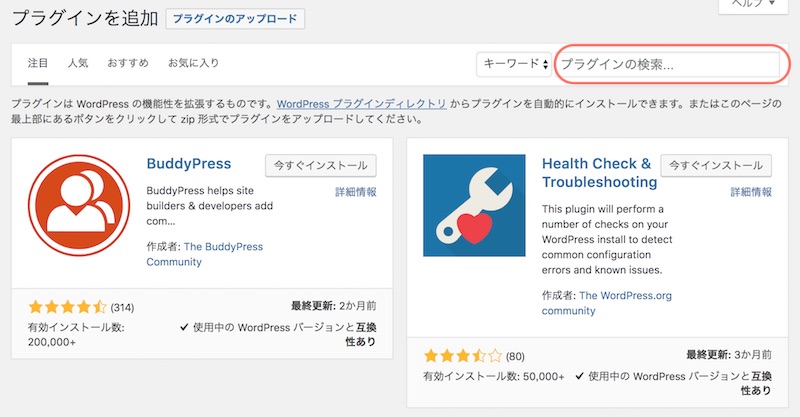 プラグインを追加 プラグインのアップロード
ヘルプ ▼
注目 人気 おすすめ お気に入り キーワード プラグインの検索...
プラグインは WordPress の機能性を拡張するものです。WordPress プラグインディレクトリ からプラグインを自動的にインストールできます。またはこのページの
最上部にあるボタンをクリックして zip 形式でプラグインをアップロードしてください。
BuddyPress
今すぐインストール
詳細情報
BuddyPress helps site
builders & developers add
com...
作成者: The BuddyPress
Community
(314)
有効インストール数:
200,000+
最終更新: 2か月前
✓ 使用中の WordPress バージョンと互換
性あり
Health Check &
Troubleshooting
今すぐインストール
詳細情報
This plugin will perform a
number of checks on your
WordPress install to detect
common configuration
errors and known issues.
作成者: The WordPress.org
community
(80)
有効インストール数: 50,000+
最終更新: 3か月前
✓ 使用中の WordPress バージョンと互換
性あり